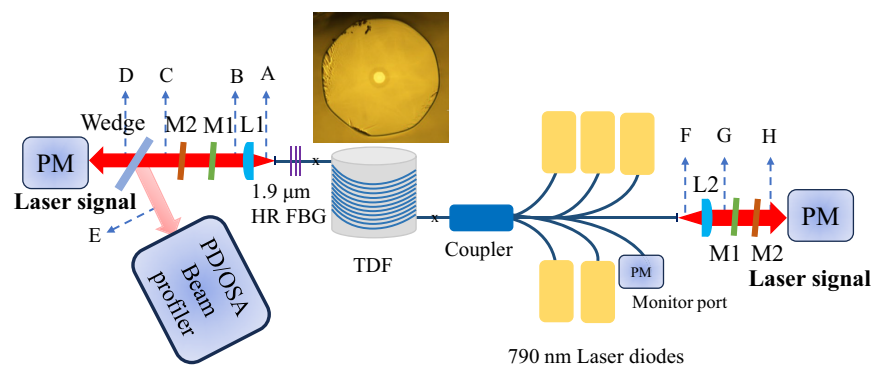 D C B A
Wedge
M2 M1 L1
PM
Laser signal
1.9 μm
HR FBG
x
E
PD/OSA
Beam
profiler
TDF
x
Coupler
PM
Monitor port
790 nm Laser diodes
F G H
L2
M1 M2
PM
Laser signal